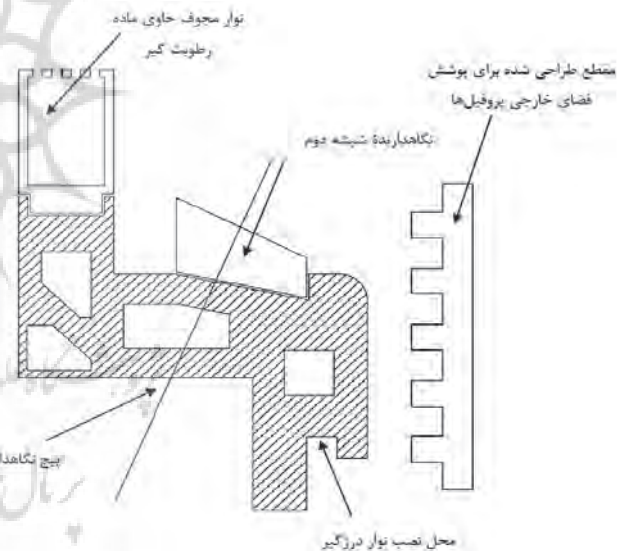 نوار مجوف حاوی ماده
رطوبت گیر
مقطع طراحی شده برای پوشش
فضای خارجی پروفیل‌ها
نگاهدارندهٔ شیشه دوم
پیچ
محل نصب نوار درزگیر